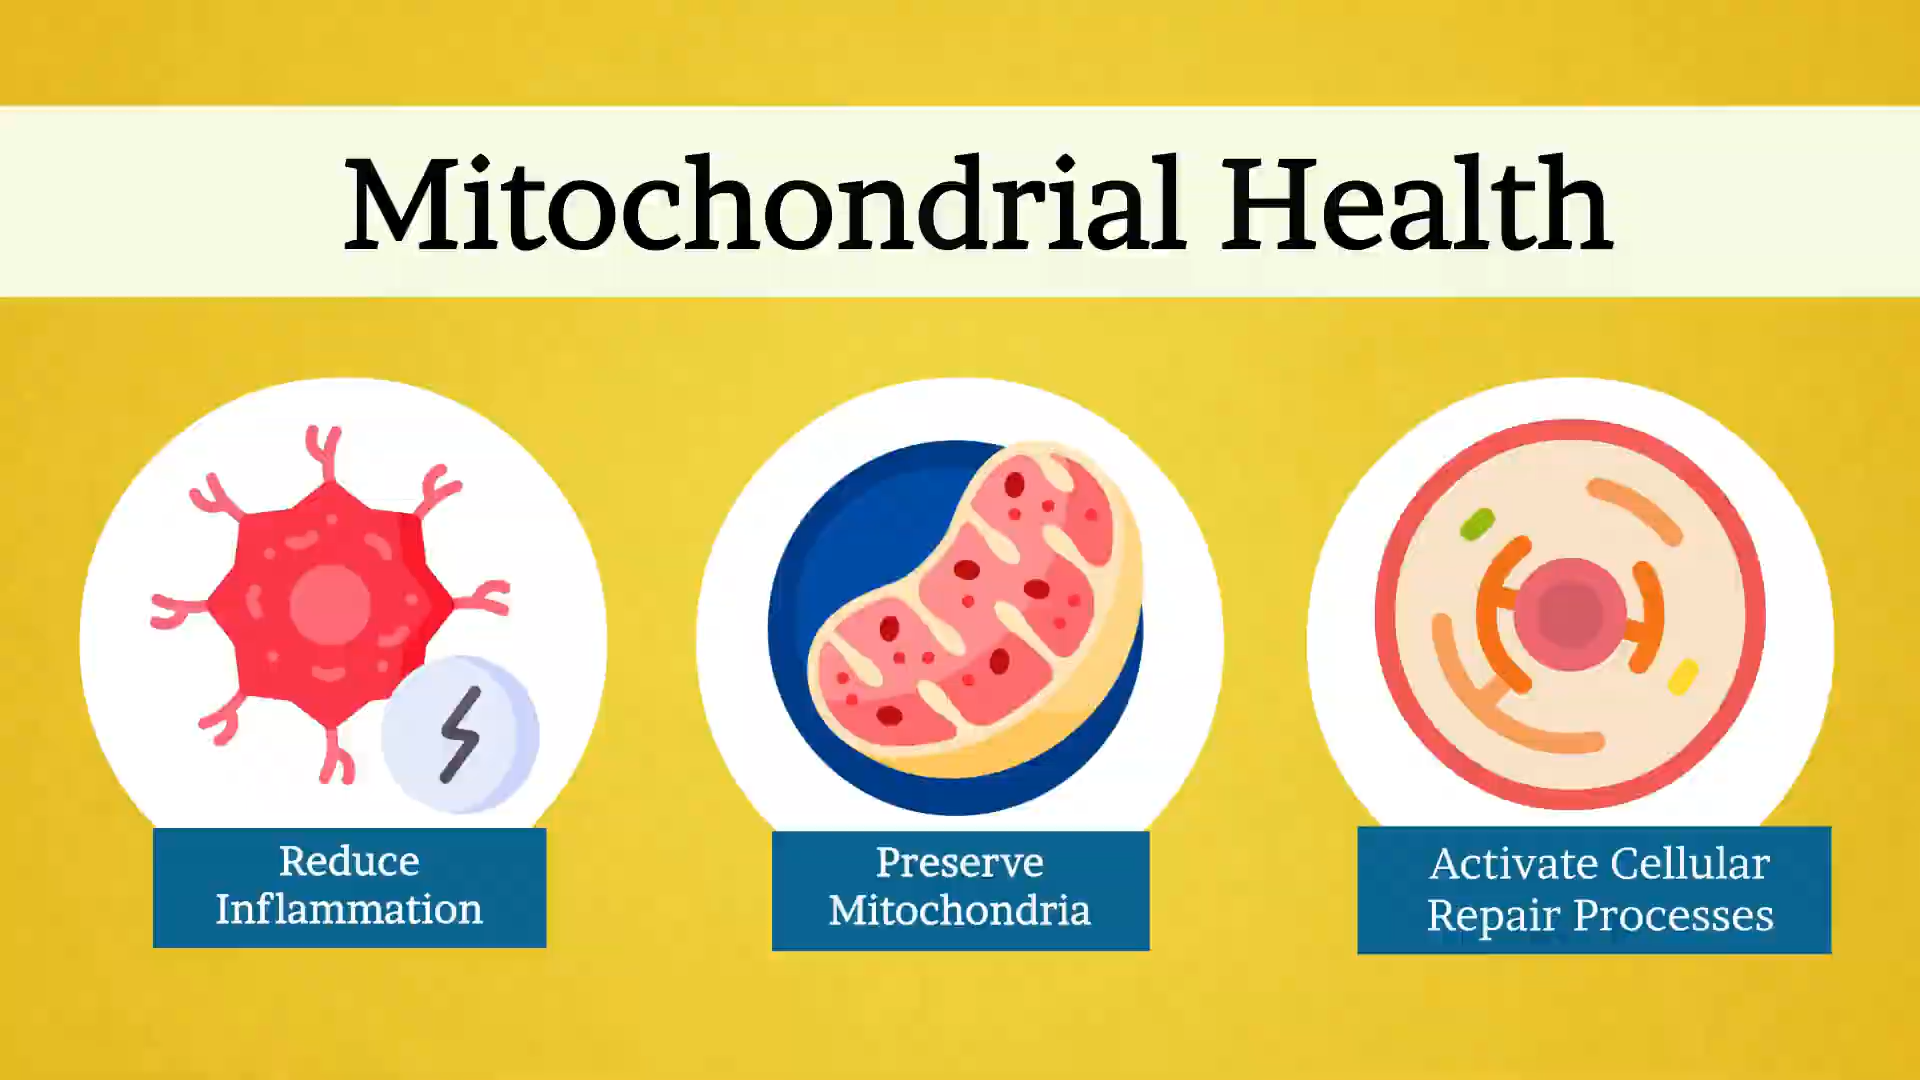 Mitochondrial Health
Reduce
Inflammation
Preserve
Mitochondria
Activate Cellular
Repair Processes